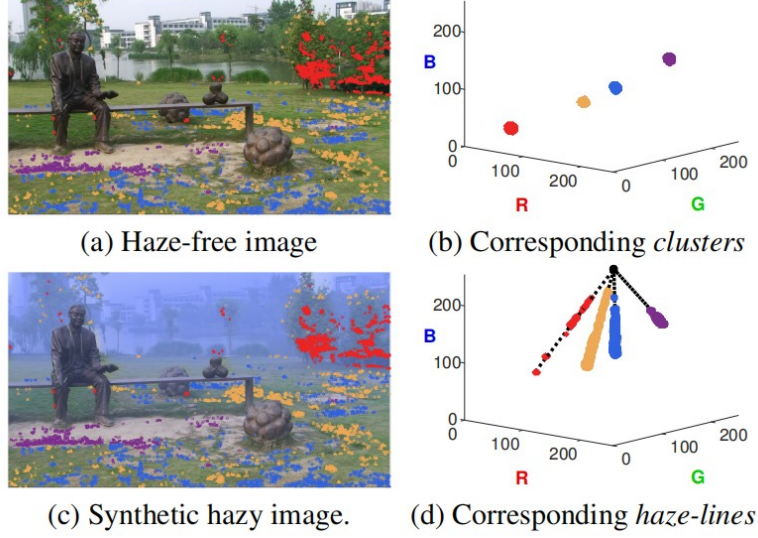 200
B
100
0
0
100
200
R
0
100
200
G
(a) Haze-free image
(b) Corresponding clusters
200
B
100
0
0
100
200
R
0
100
200
G
(c) Synthetic hazy image.
(d) Corresponding haze-lines